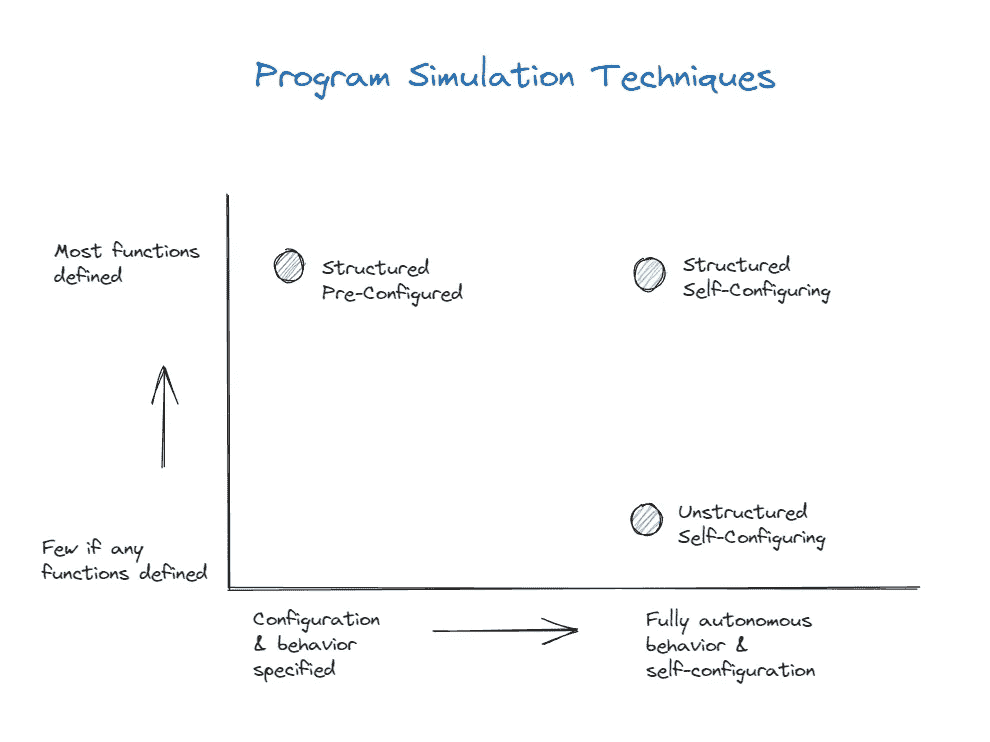 Program Simulation Techniques
Most functions
defined
Structured
Pre-Configured
Structured
Self-Configuring
Unstructured
Self-Configuring
Few if any
functions defined
Configuration
& behavior
specified
Fully autonomous
behavior &
self-configuration